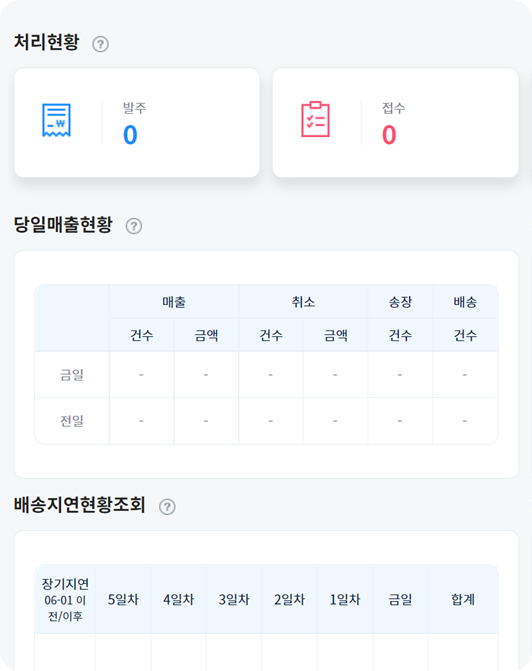 처리현황 ?
발주 접수
0 0
당일매출현황 ?
매출 취소 송장 배송
건수 금액 건수 금액 건수 건수
금일 - - - - - -
전일 - - - - - -
배송지연현황조회 ?
장기지연
06-01 이
전/이후
5일차 4일차 3일차 2일차 1일차 금일 합계